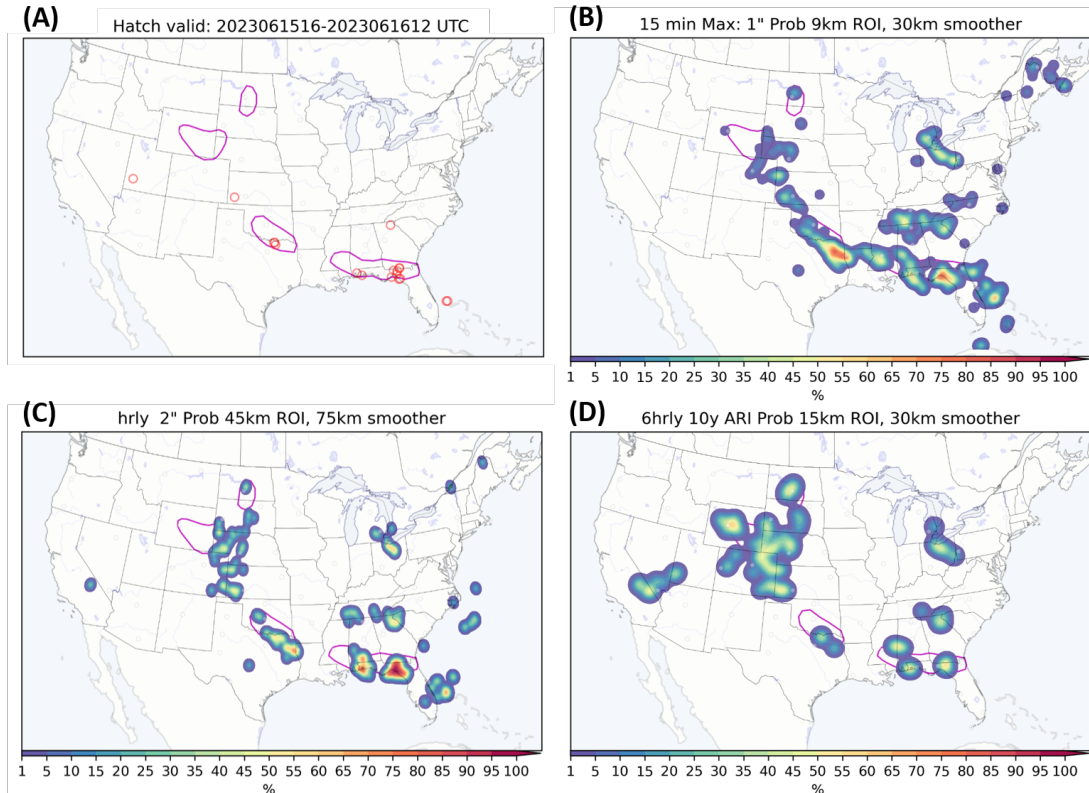 (A)
Hatch valid: 2023061516-2023061612 UTC
(B)
15 min Max: 1" Prob 9km ROI, 30km smoother
1 5 10 15 20 25 30 35 40 45 50 55 60 65 70 75 80 85 90 95 100
%
(C)
hrly 2" Prob 45km ROI, 75km smoother
1 5 10 15 20 25 30 35 40 45 50 55 60 65 70 75 80 85 90 95 100
%
(D)
6hrly 10y ARI Prob 15km ROI, 30km smoother
1 5 10 15 20 25 30 35 40 45 50 55 60 65 70 75 80 85 90 95 100
%